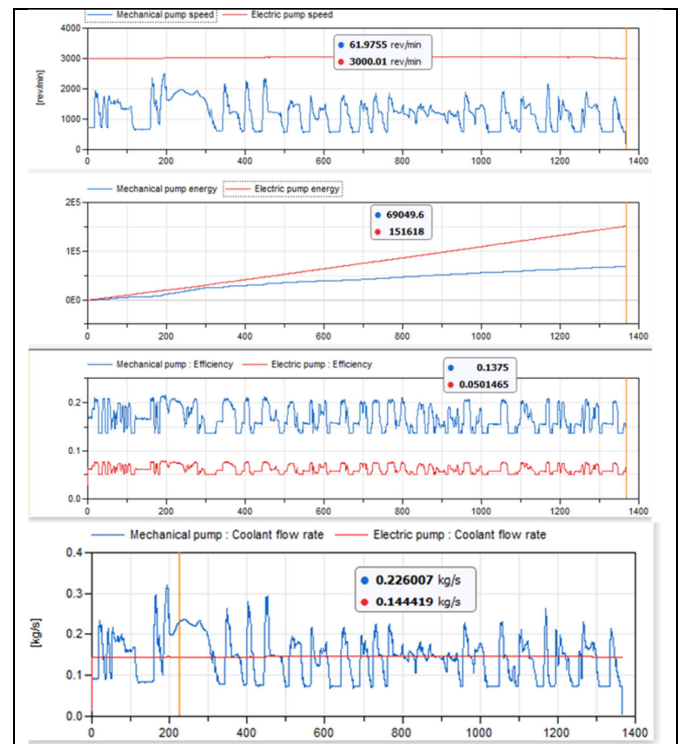 Mechanical pump speed Electric pump speed
4000
3000
2000
1000
0
[rev/min]
61.9755 rev/min
3000.01 rev/min
0 200 400 600 800 1000 1200 1400
Mechanical pump energy Electric pump energy
2E5
1E5
0E0
69049.6
151618
0 200 400 600 800 1000 1200 1400
Mechanical pump : Efficiency Electric pump : Efficiency
0.2
0.1
0.0
0.1375
0.0501465
0 200 400 600 800 1000 1200 1400
Mechanical pump : Coolant flow rate Electric pump : Coolant flow rate
0.4
0.3
0.2
0.1
0.0
[kg/s]
0.226007 kg/s
0.144419 kg/s
0 200 400 600 800 1000 1200 1400